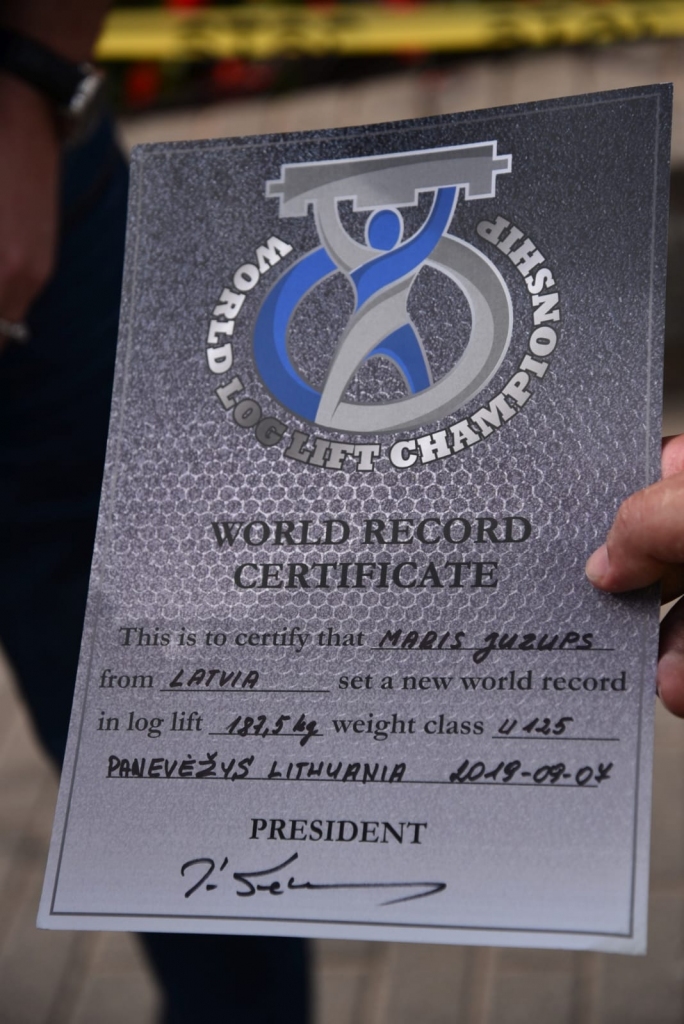 WORLD LOG LIFT CHAMPIONSHIP
WORLD RECORD
CERTIFICATE
This is to certify that MARIS JUZUPS
from LATVIA set a new world record
in log lift 187,5 kg weight class U 125
PANEVĖŽYS LITHUANIA 2019-09-07
PRESIDENT